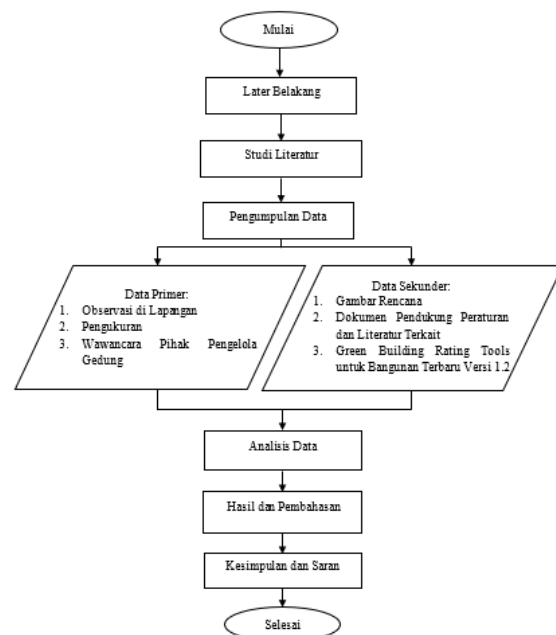 Mulai
Later Belakang
Studi Literatur
Pengumpulan Data
Data Primer:
1. Observasi di Lapangan
2. Pengukuran
3. Wawancara Pihak Pengelola
Gedung
Data Sekunder:
1. Gambar Rencana
2. Dokumen Pendukung Peraturan
dan Literatur Terkait
3. Green Building Rating Tools
untuk Bangunan Terbaru Versi 1.2
Analisis Data
Hasil dan Pembahasan
Kesimpulan dan Saran
Selesai